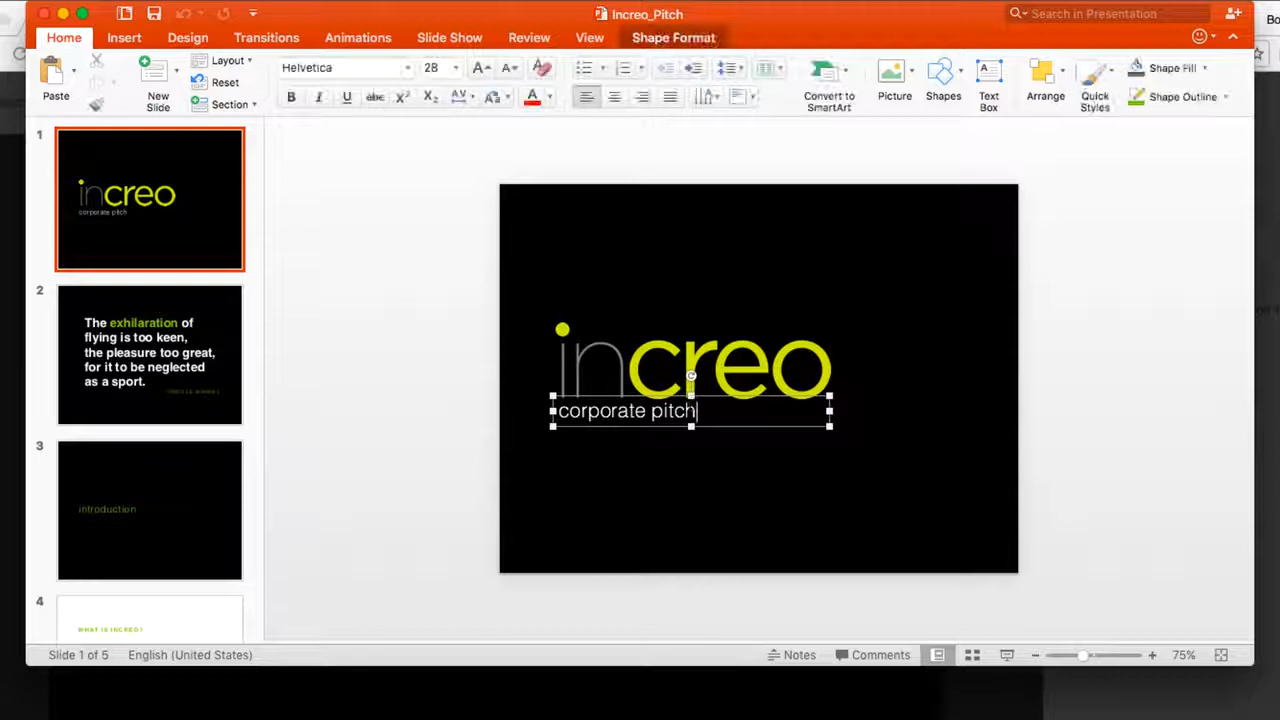 Increo_Pitch
Search in Presentation
Home Insert Design Transitions Animations Slide Show Review View Shape Format
Paste
New Slide
Layout
Reset
Section
Helvetica 28
B I U abc X² X₂ AV A
Convert to SmartArt
Picture
Shapes
Text Box
Arrange
Quick Styles
Shape Fill
Shape Outline
1
increo
corporate pitch
2
The exhilaration of
flying is too keen,
the pleasure too great,
for it to be neglected
as a sport.
3
introduction
4
WHAT IS INCREO?
increo
corporate pitch
Slide 1 of 5 English (United States) Notes Comments 75%